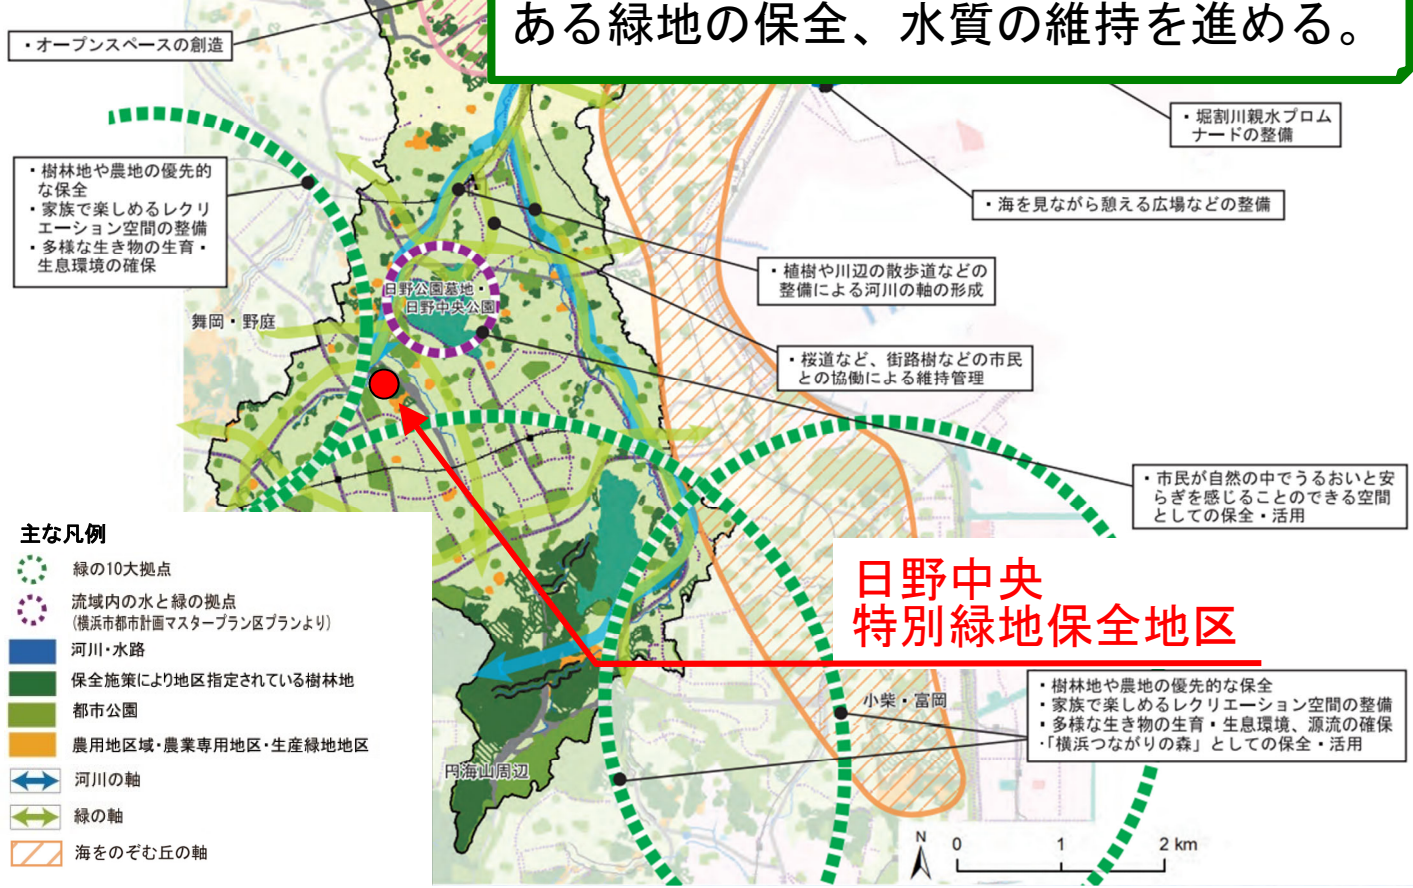 ある緑地の保全、水質の維持を進める。
・オープンスペースの創造
・堀割川親水プロム
ナードの整備
・樹林地や農地の優先的
な保全
・家族で楽しめるレクリ
エーション空間の整備
・多様な生き物の生育・
生息環境の確保
・海を見ながら憩える広場などの整備
・植樹や川辺の散歩道などの
整備による河川の軸の形成
日野公園墓地・
日野中央公園
舞岡・野庭
・桜道など、街路樹などの市民
との協働による維持管理
・市民が自然の中でうるおいと安
らぎを感じることのできる空間
としての保全・活用
主な凡例
緑の10大拠点
流域内の水と緑の拠点
(横浜市都市計画マスタープラン区プランより)
河川・水路
保全施策により地区指定されている樹林地
都市公園
農用地区域・農業専用地区・生産緑地地区
河川の軸
緑の軸
海をのぞむ丘の軸
日野中央
特別緑地保全地区
小柴・富岡
・樹林地や農地の優先的な保全
・家族で楽しめるレクリエーション空間の整備
・多様な生き物の生育・生息環境、源流の確保
・「横浜つながりの森」としての保全・活用
円海山周辺
N
0 1 2 km